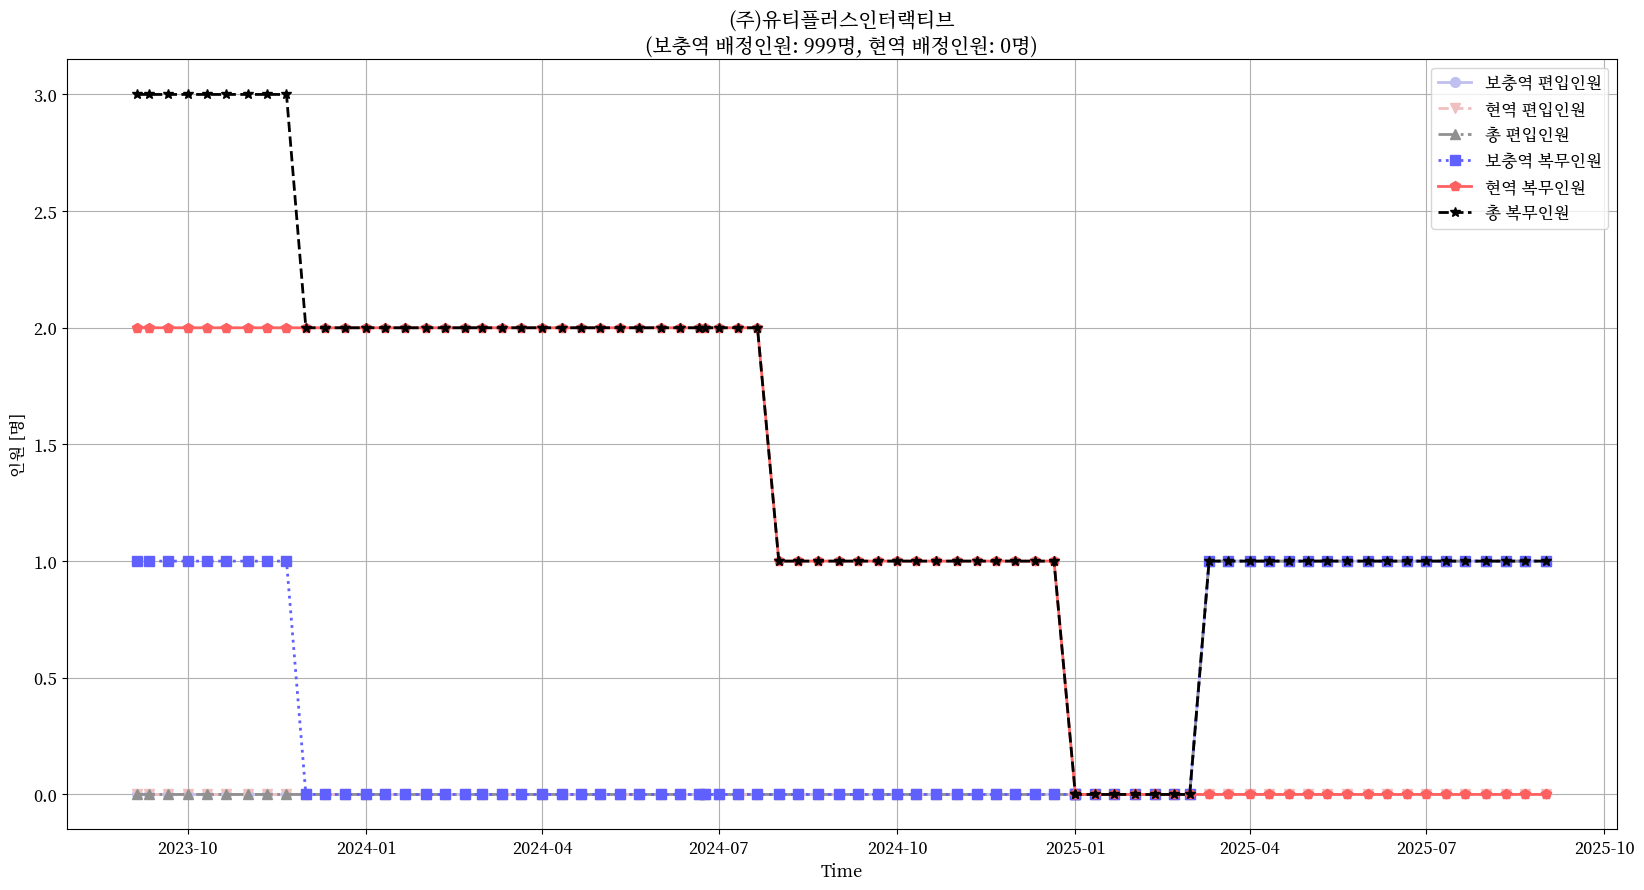 (주)유티플러스인터랙티브
(보충역 배정인원: 999명, 현역 배정인원: 0명)
보충역 편입인원
현역 편입인원
총 편입인원
보충역 복무인원
현역 복무인원
총 복무인원
인원 [명]
3.0
2.5
2.0
1.5
1.0
0.5
0.0
2023-10
2024-01
2024-04
2024-07
2024-10
2025-01
2025-04
2025-07
2025-10
Time